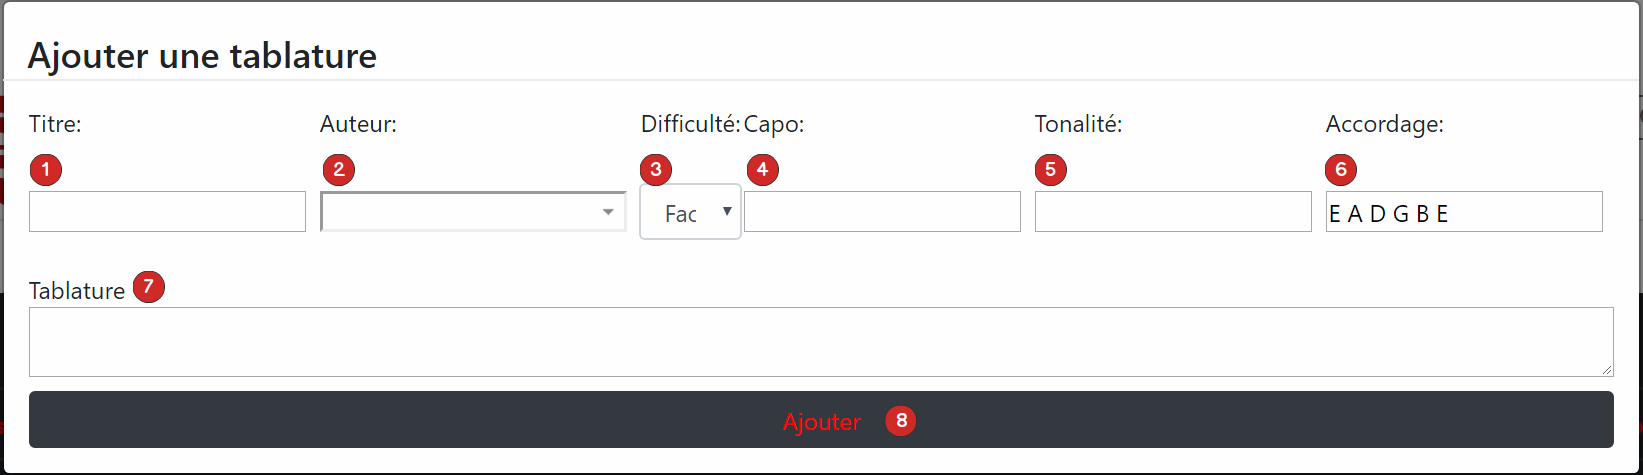 Ajouter une tablature
Titre: Auteur: Difficulté: Capo: Tonalité: Accordage:
1 2 3 4 5 6
Fac E A D G B E
Tablature 7
Ajouter 8